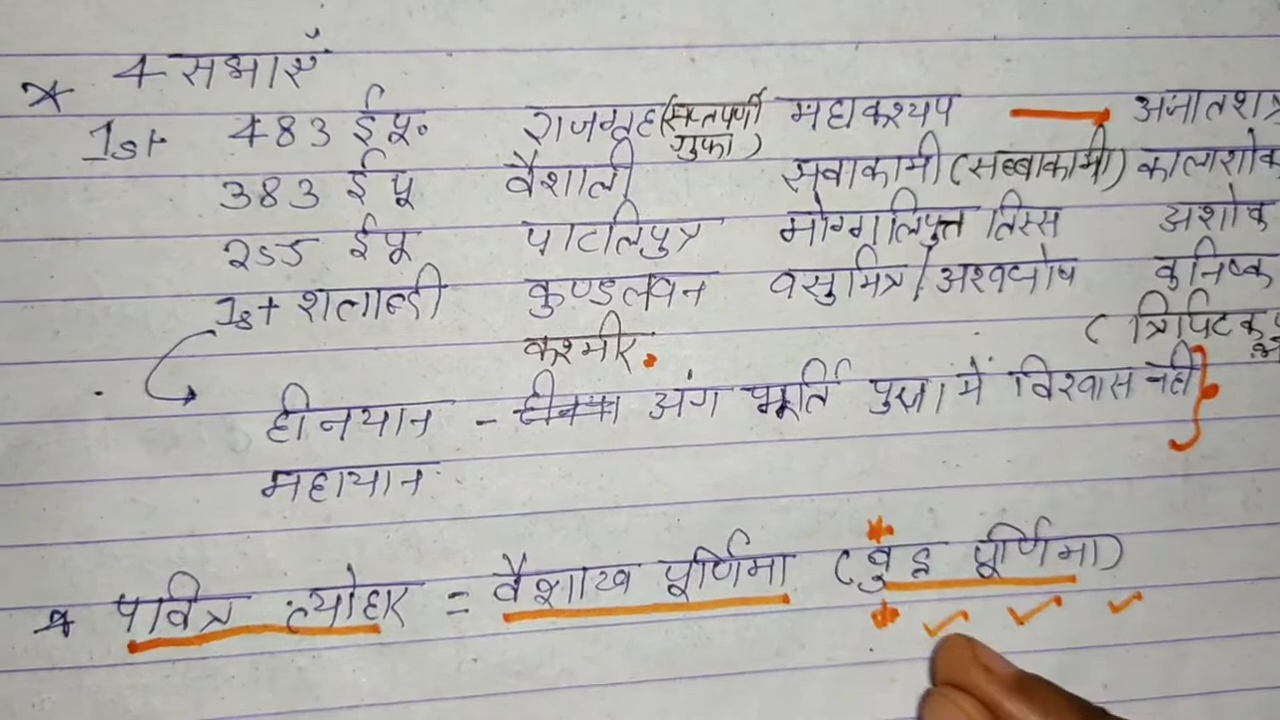 * 4 सभाएँ
1st 483 ई पू. राजगृह (सप्तपर्णी गुफा) महाकश्यप — अजातशत्र
383 ई पू वैशाली सवाकामी (सब्बाकामी) कालाशोक
255 ई पू पाटलिपुत्र मोग्गलिपुत्त तिस्स अशोक
1st शताब्दी कुण्डलवन वसुमित्र/अश्वघोष कनिष्क
कश्मीर. ( त्रिपिटक
हीनयान - अंग मूर्ति पुजा में विश्वास नही
महायान
* पवित्र त्योहार = वैशाख पूर्णिमा (बुद्ध पूर्णिमा)